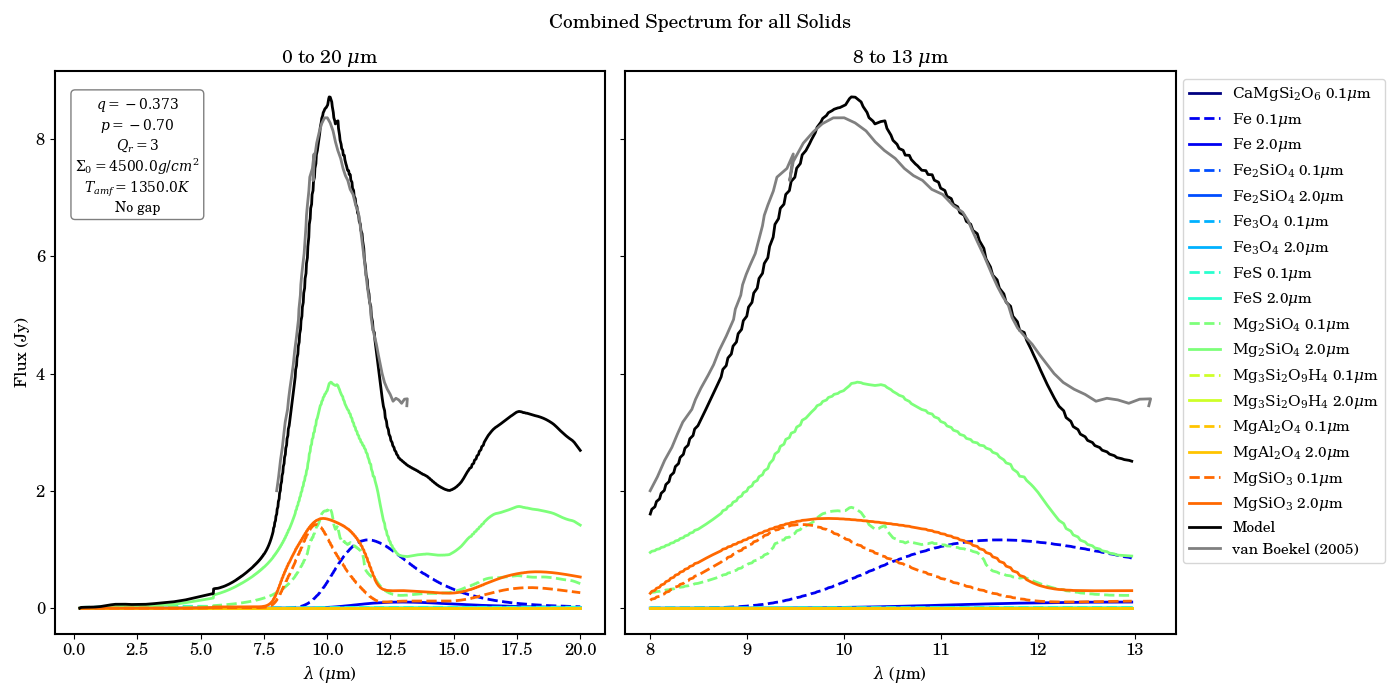 Combined Spectrum for all Solids
0 to 20 μm
q = −0.373
p = −0.70
Qᵣ = 3
Σ₀ = 4500.0g/cm²
Tₐₘf = 1350.0K
No gap
Flux (Jy)
8
6
4
2
0
0.0 2.5 5.0 7.5 10.0 12.5 15.0 17.5 20.0
λ (μm)
8 to 13 μm
8 9 10 11 12 13
λ (μm)
CaMgSi₂O₆ 0.1μm
Fe 0.1μm
Fe 2.0μm
Fe₂SiO₄ 0.1μm
Fe₂SiO₄ 2.0μm
Fe₃O₄ 0.1μm
Fe₃O₄ 2.0μm
FeS 0.1μm
FeS 2.0μm
Mg₂SiO₄ 0.1μm
Mg₂SiO₄ 2.0μm
Mg₃Si₂O₉H₄ 0.1μm
Mg₃Si₂O₉H₄ 2.0μm
MgAl₂O₄ 0.1μm
MgAl₂O₄ 2.0μm
MgSiO₃ 0.1μm
MgSiO₃ 2.0μm
Model
van Boekel (2005)